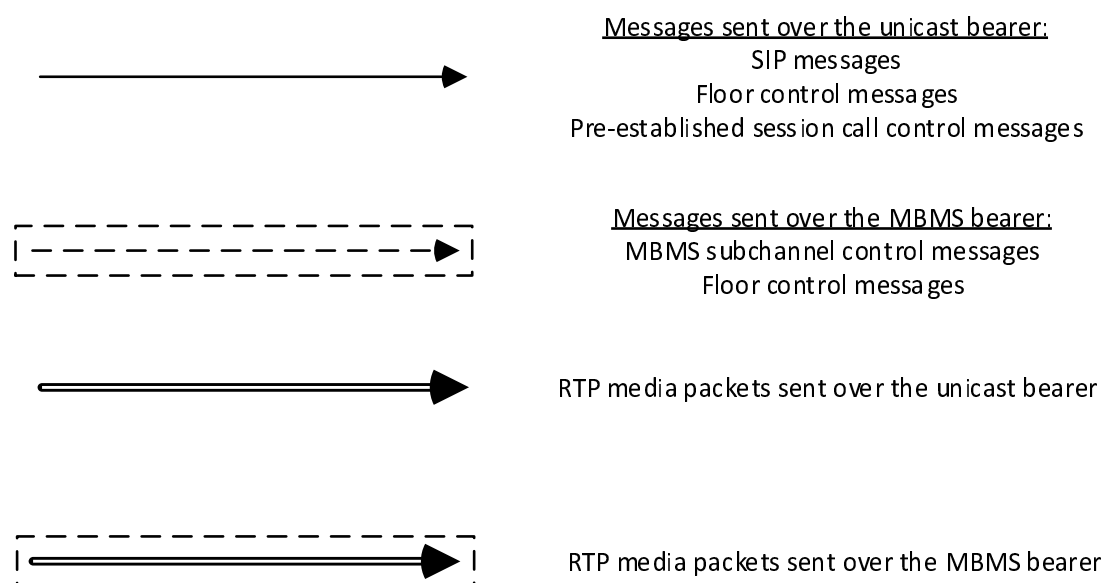 Messages sent over the unicast bearer:
SIP messages
Floor control messages
Pre-established session call control messages
Messages sent over the MBMS bearer:
MBMS subchannel control messages
Floor control messages
RTP media packets sent over the unicast bearer
RTP media packets sent over the MBMS bearer